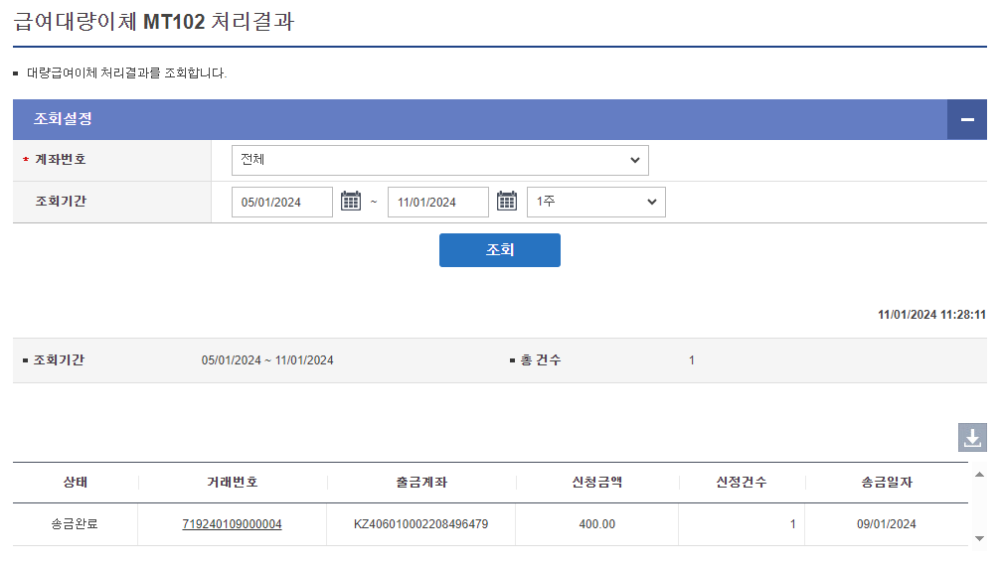 급여대량이체 MT102 처리결과
대량급여이체 처리결과를 조회합니다.
조회설정
* 계좌번호 전체
조회기간 05/01/2024 ~ 11/01/2024 1주
조회
11/01/2024 11:28:11
조회기간 05/01/2024 ~ 11/01/2024 총 건수 1
상태 거래번호 출금계좌 신청금액 신청건수 송금일자
송금완료 719240109000004 KZ406010002208496479 400.00 1 09/01/2024